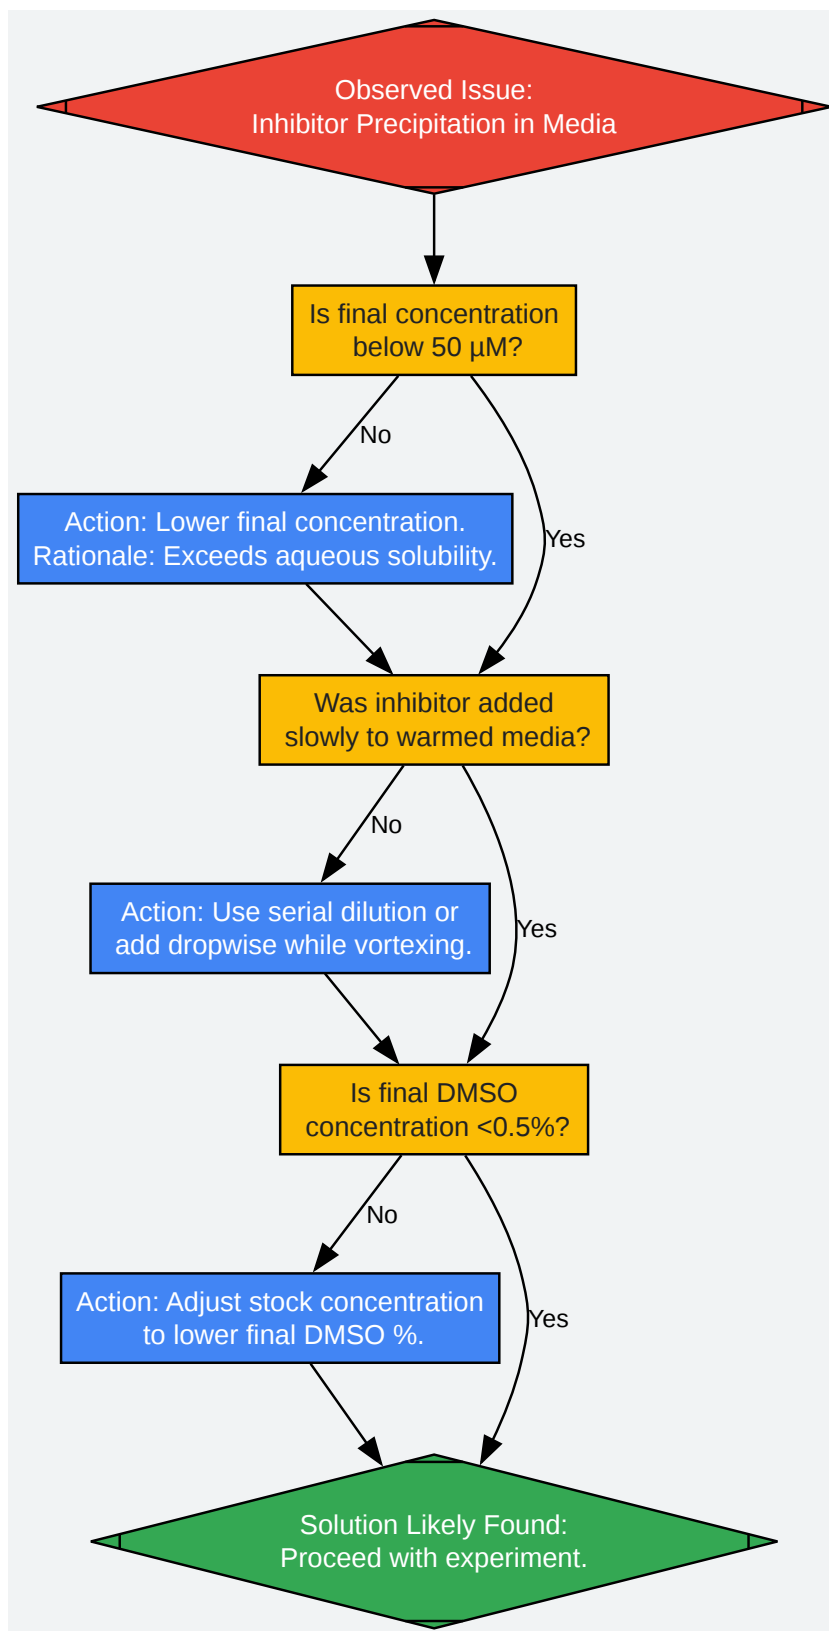 Observed Issue:
Inhibitor Precipitation in Media
Is final concentration
below 50 µM?
No
Action: Lower final concentration.
Rationale: Exceeds aqueous solubility.
Yes
Was inhibitor added
slowly to warmed media?
No
Action: Use serial dilution or
add dropwise while vortexing.
Yes
Is final DMSO
concentration <0.5%?
No
Action: Adjust stock concentration
to lower final DMSO %.
Yes
Solution Likely Found:
Proceed with experiment.